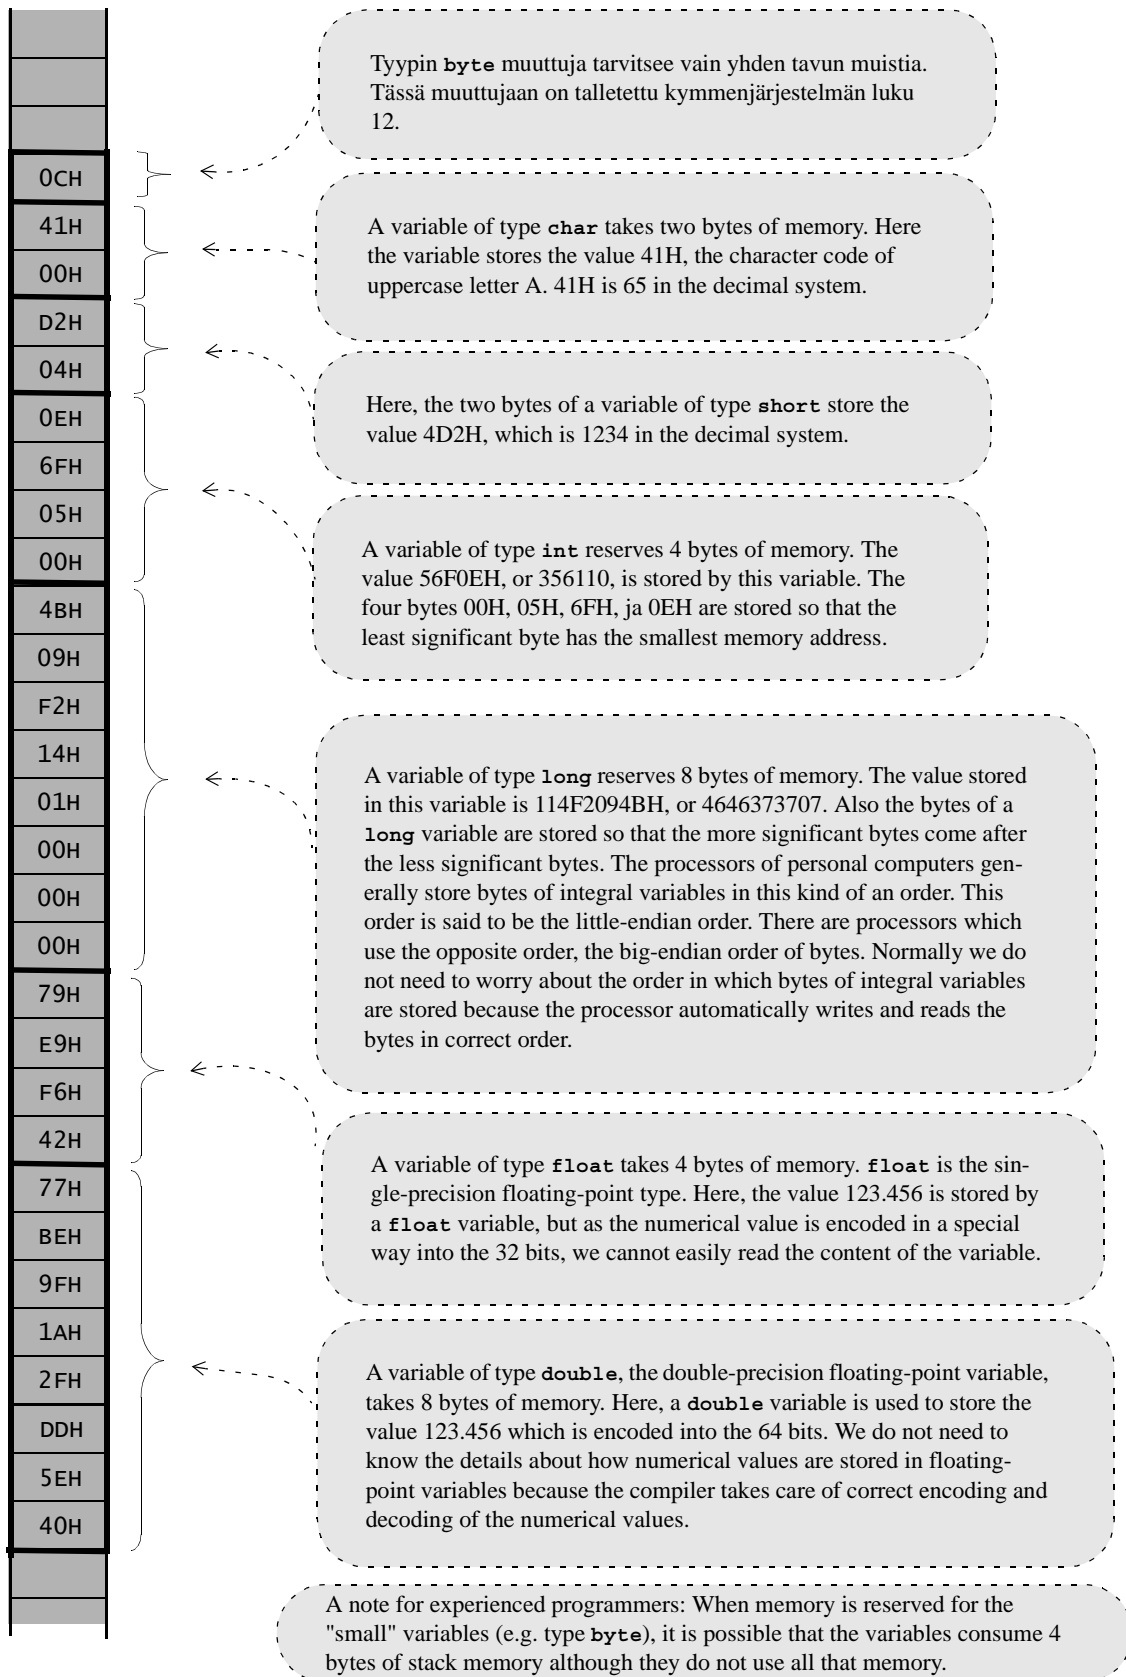 Tyypin byte muuttuja tarvitsee vain yhden tavun muistia.
Tässä muuttujaan on talletettu kymmenjärjestelmän luku
12.
0CH
41H
00H
A variable of type char takes two bytes of memory. Here
the variable stores the value 41H, the character code of
uppercase letter A. 41H is 65 in the decimal system.
D2H
04H
Here, the two bytes of a variable of type short store the
value 4D2H, which is 1234 in the decimal system.
0EH
6FH
05H
00H
A variable of type int reserves 4 bytes of memory. The
value 56F0EH, or 356110, is stored by this variable. The
four bytes 00H, 05H, 6FH, ja 0EH are stored so that the
least significant byte has the smallest memory address.
4BH
09H
F2H
14H
01H
00H
00H
00H
A variable of type long reserves 8 bytes of memory. The value stored
in this variable is 114F2094BH, or 4646373707. Also the bytes of a
long variable are stored so that the more significant bytes come after
the less significant bytes. The processors of personal computers gen-
erally store bytes of integral variables in this kind of an order. This
order is said to be the little-endian order. There are processors which
use the opposite order, the big-endian order of bytes. Normally we do
not need to worry about the order in which bytes of integral variables
are stored because the processor automatically writes and reads the
bytes in correct order.
79H
E9H
F6H
42H
A variable of type float takes 4 bytes of memory. float is the sin-
gle-precision floating-point type. Here, the value 123.456 is stored by
a float variable, but as the numerical value is encoded in a special
way into the 32 bits, we cannot easily read the content of the variable.
77H
BEH
9FH
1AH
2FH
DDH
5EH
40H
A variable of type double, the double-precision floating-point variable,
takes 8 bytes of memory. Here, a double variable is used to store the
value 123.456 which is encoded into the 64 bits. We do not need to
know the details about how numerical values are stored in floating-
point variables because the compiler takes care of correct encoding and
decoding of the numerical values.
A note for experienced programmers: When memory is reserved for the
"small" variables (e.g. type byte), it is possible that the variables consume 4
bytes of stack memory although they do not use all that memory.